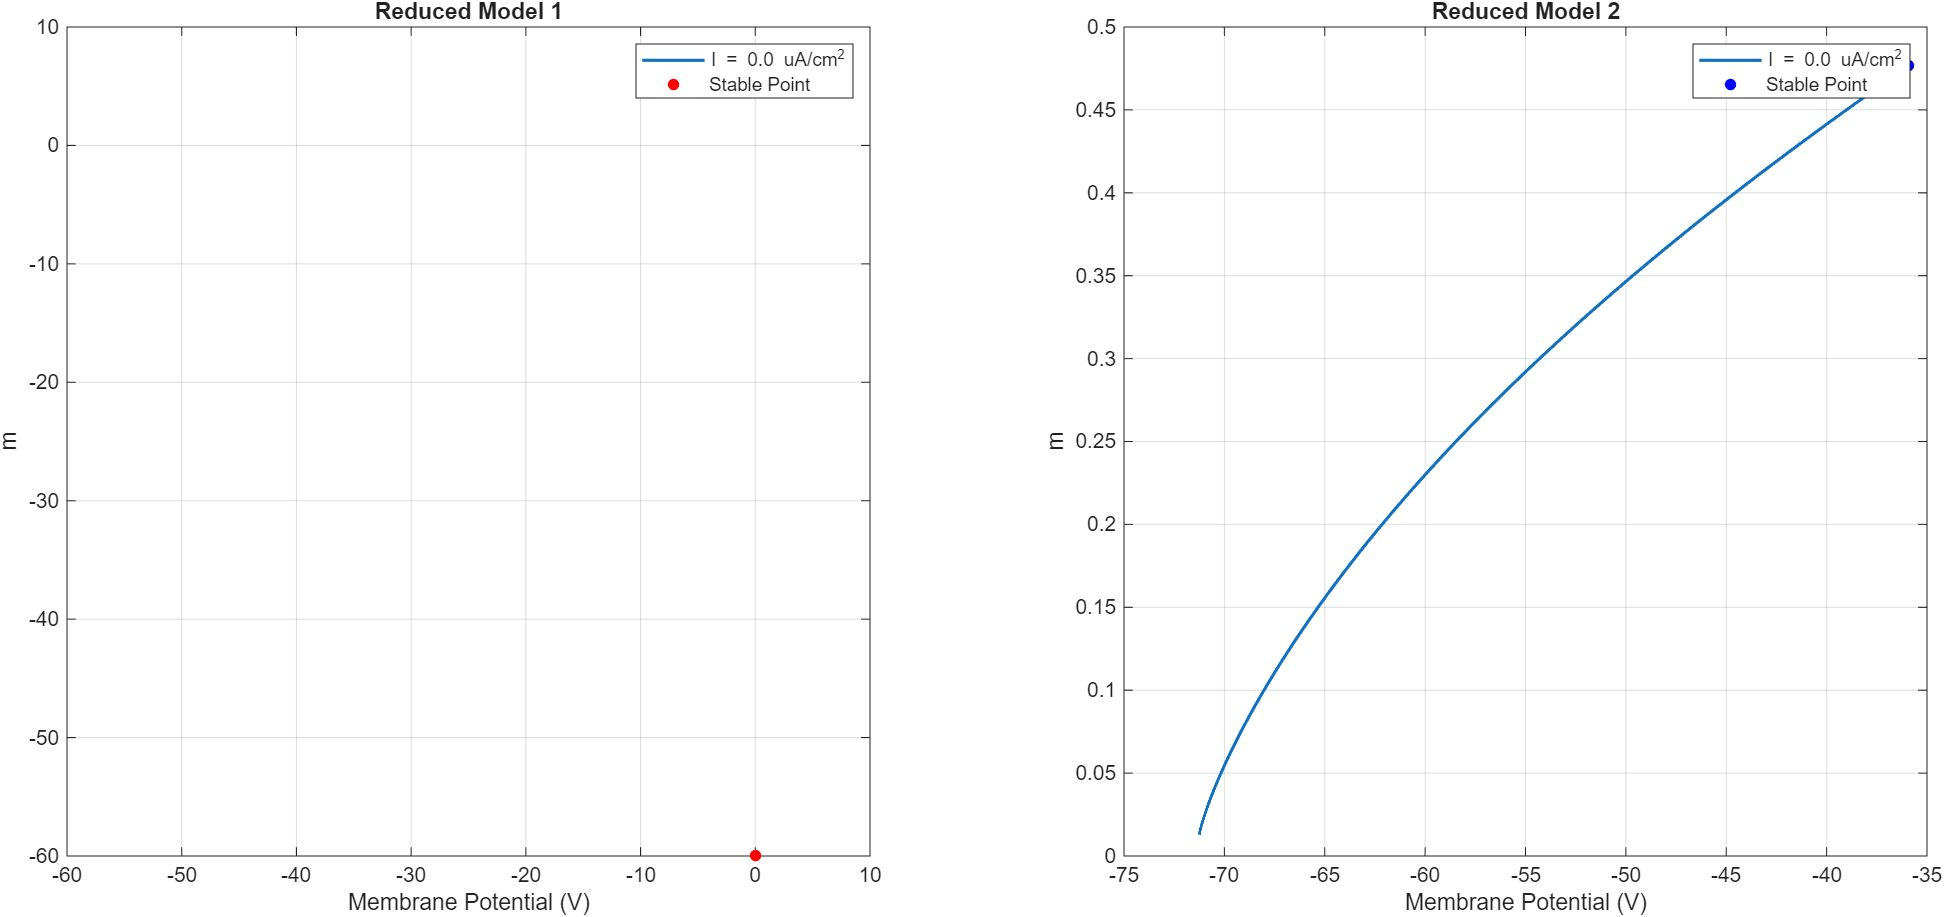 Reduced Model 1
10
0
-10
-20
-30
-40
-50
-60
m
I = 0.0 uA/cm²
Stable Point
-60 -50 -40 -30 -20 -10 0 10
Membrane Potential (V)
Reduced Model 2
0.5
0.45
0.4
0.35
0.3
0.25
0.2
0.15
0.1
0.05
0
m
I = 0.0 uA/cm²
Stable Point
-75 -70 -65 -60 -55 -50 -45 -40 -35
Membrane Potential (V)